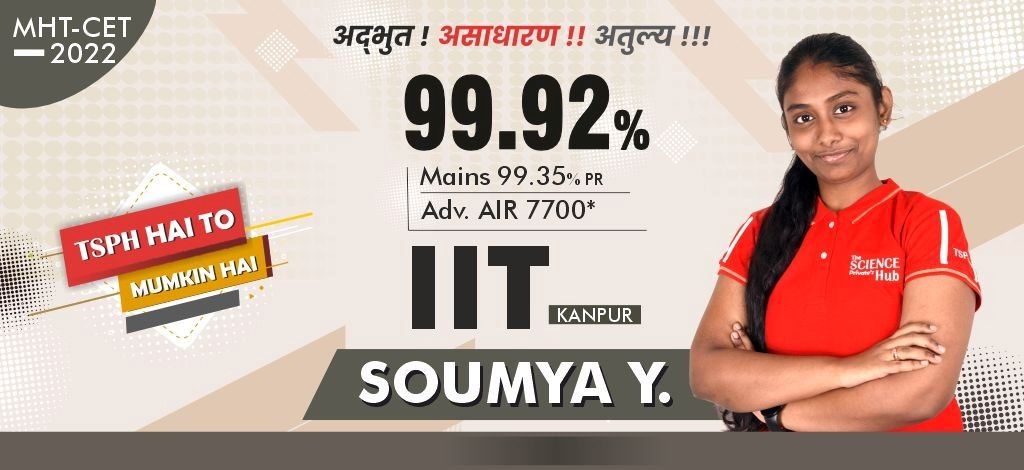 MHT-CET
2022
अद्‌भुत ! असाधारण !! अतुल्य !!!
99.92%
Mains 99.35% PR
Adv. AIR 7700*
IIT
KANPUR
SOUMYA Y.
TSPH HAI TO
MUMKIN HAI
The
SCIENCE
Private's Hub
TSP